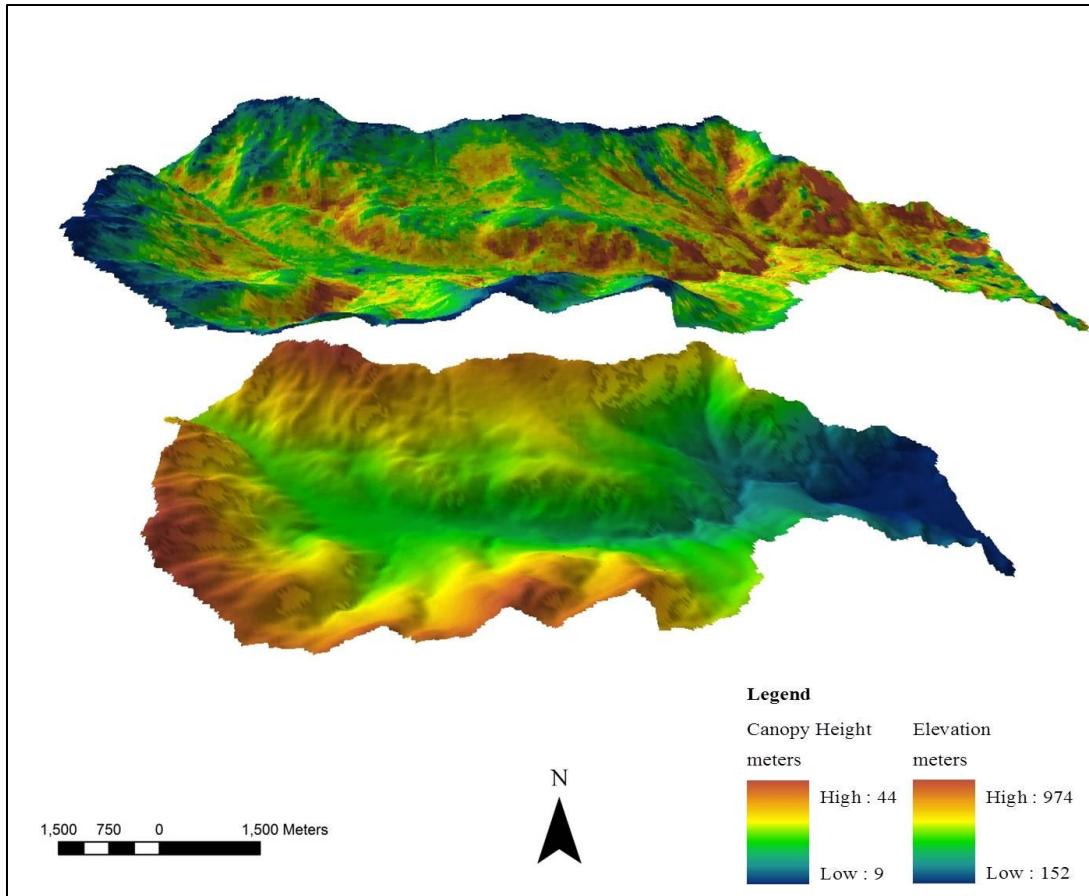 Legend
Canopy Height Elevation
meters meters
High : 44 High : 974
Low : 9 Low : 152
N
1,500 750 0 1,500 Meters